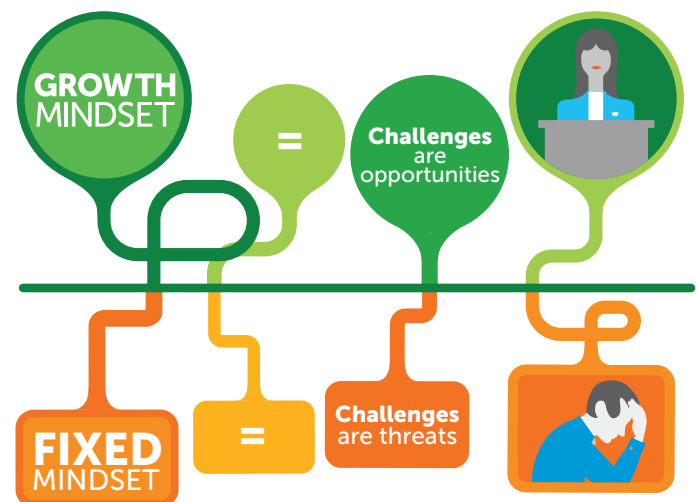 GROWTH
MINDSET
=
Challenges
are
opportunities
FIXED
MINDSET
=
Challenges
are threats